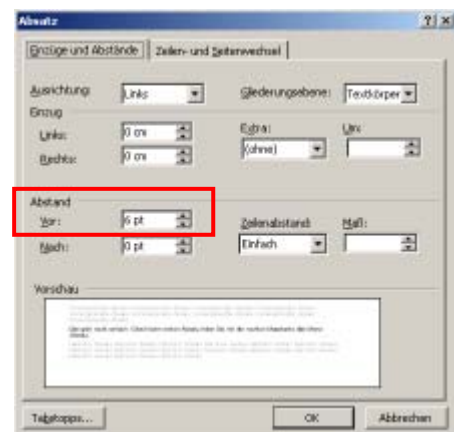 Absatz
Einzüge und Abstände Zeilen- und Seitenwechsel
Ausrichtung: Links Gliederungsebene: Textkörper
Einzug
Links: 0 cm Extra: Um:
Rechts: 0 cm (ohne)
Abstand
Vor: 6 pt Zeilenabstand: Maß:
Nach: 0 pt Einfach
Vorschau
Tabstopps... OK Abbrechen